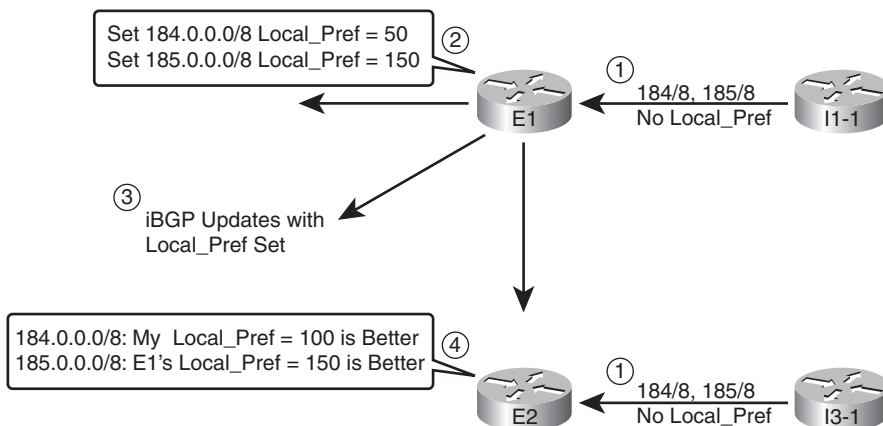 Set 184.0.0.0/8 Local_Pref = 50
Set 185.0.0.0/8 Local_Pref = 150
2
1
184/8, 185/8
No Local_Pref
E1
I1-1
3
iBGP Updates with
Local_Pref Set
184.0.0.0/8: My Local_Pref = 100 is Better
185.0.0.0/8: E1's Local_Pref = 150 is Better
4
1
184/8, 185/8
No Local_Pref
E2
I3-1